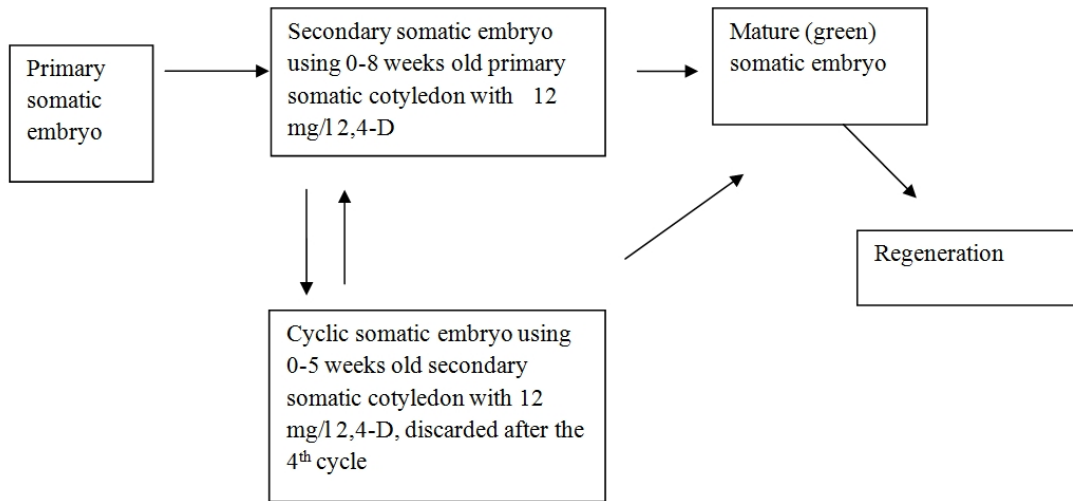 Primary
somatic
embryo
Secondary somatic embryo
using 0-8 weeks old primary
somatic cotyledon with 12
mg/l 2,4-D
Mature (green)
somatic embryo
Regeneration
Cyclic somatic embryo using
0-5 weeks old secondary
somatic cotyledon with 12
mg/l 2,4-D, discarded after the
4th cycle